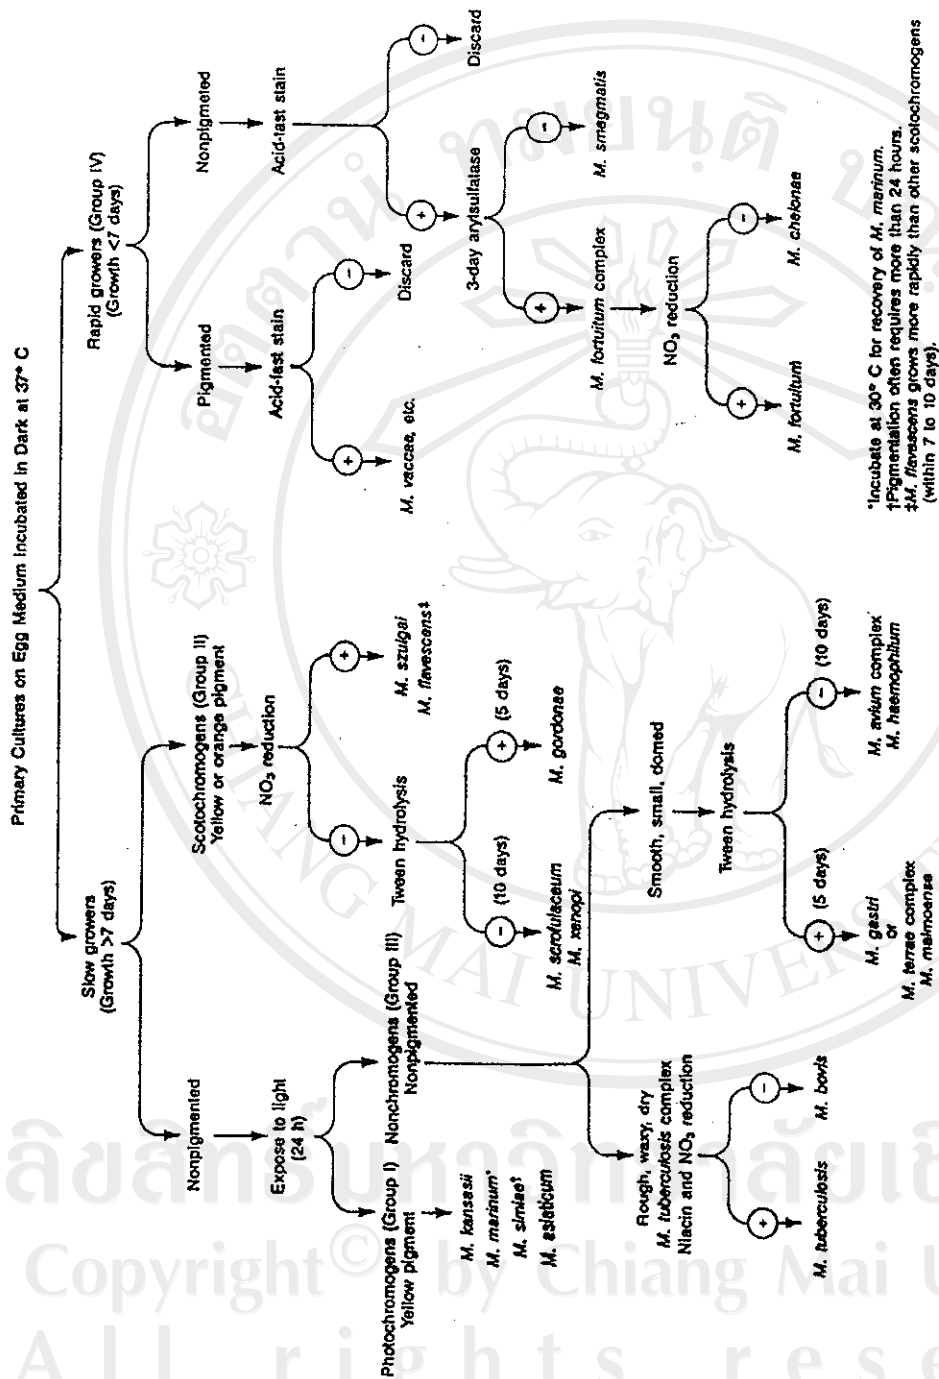 Primary Cultures on Egg Medium Incubated in Dark at 37° C
Slow growers
(Growth >7 days)
Rapid growers (Group IV)
(Growth <7 days)
Nonpigmented
Scotochromogens (Group II)
Yellow or orange pigment
Pigmented
Nonpigmeted
Expose to light
(24 h)
NO₃ reduction
Acid-fast stain
Acid-fast stain
-
+
+
-
+
-
M. szulgai
M. flavescens‡
M. vaccae, etc.
Discard
Discard
Photochromogens (Group I)
Yellow pigment
Nonchromogens (Group III)
Nonpigmented
Tween hydrolysis
3-day arylsulfatase
M. kansasii
M. marinum*
M. simiae†
M. asiaticum
- (10 days)
+ (5 days)
+
-
M. scrofulaceum
M. xenopi
M. gordonae
M. fortuitum complex
M. smegmatis
Rough, waxy, dry
M. tuberculosis complex
Niacin and NO₃ reduction
Smooth, small, domed
NO₃ reduction
Tween hydrolysis
+
-
+
-
M. tuberculosis
M. bovis
M. fortuitum
M. chelonae
+ (5 days)
- (10 days)
M. gastri
or
M. terrae complex
M. malmoense
M. avium complex
M. haemophilum
*Incubate at 30° C for recovery of M. marinum.
†Pigmentation often requires more than 24 hours.
‡M. flavescens grows more rapidly than other scotochromogens
(within 7 to 10 days).
Copyright© by Chiang Mai U
All rights rese
CHIANG MAI UNIVERSI